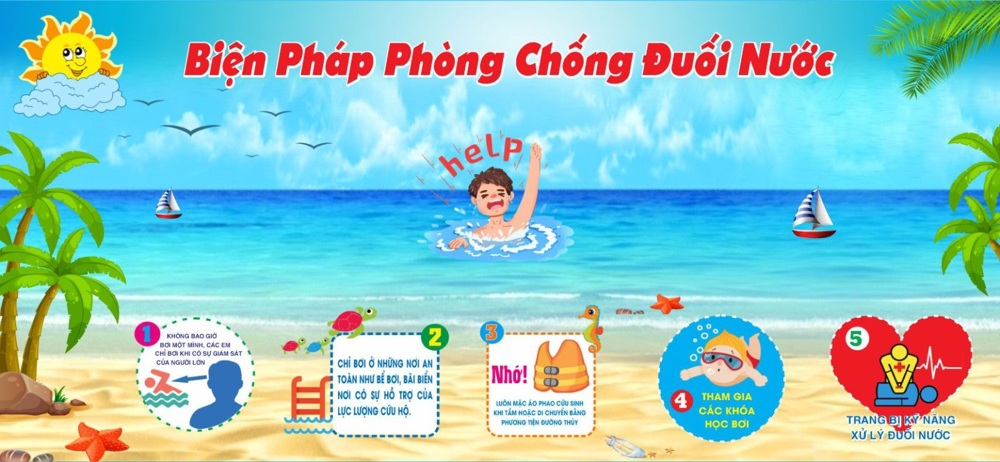 Biện Pháp Phòng Chống Đuối Nước
help
1
KHÔNG BAO GIỜ
BƠI MỘT MÌNH, CÁC EM
CHỈ BƠI KHI CÓ SỰ GIÁM SÁT
CỦA NGƯỜI LỚN
2
CHỈ BƠI Ở NHỮNG NƠI AN
TOÀN NHƯ BỂ BƠI, BÃI BIỂN
NƠI CÓ SỰ HỖ TRỢ CỦA
LỰC LƯỢNG CỨU HỘ.
3
Nhớ!
LUÔN MẶC ÁO PHAO CỨU SINH
KHI TẮM HOẶC DI CHUYỂN BẰNG
PHƯƠNG TIỆN ĐƯỜNG THỦY
4
THAM GIA
CÁC KHÓA
HỌC BƠI
5
TRANG BỊ KỸ NĂNG
XỬ LÝ ĐUỐI NƯỚC